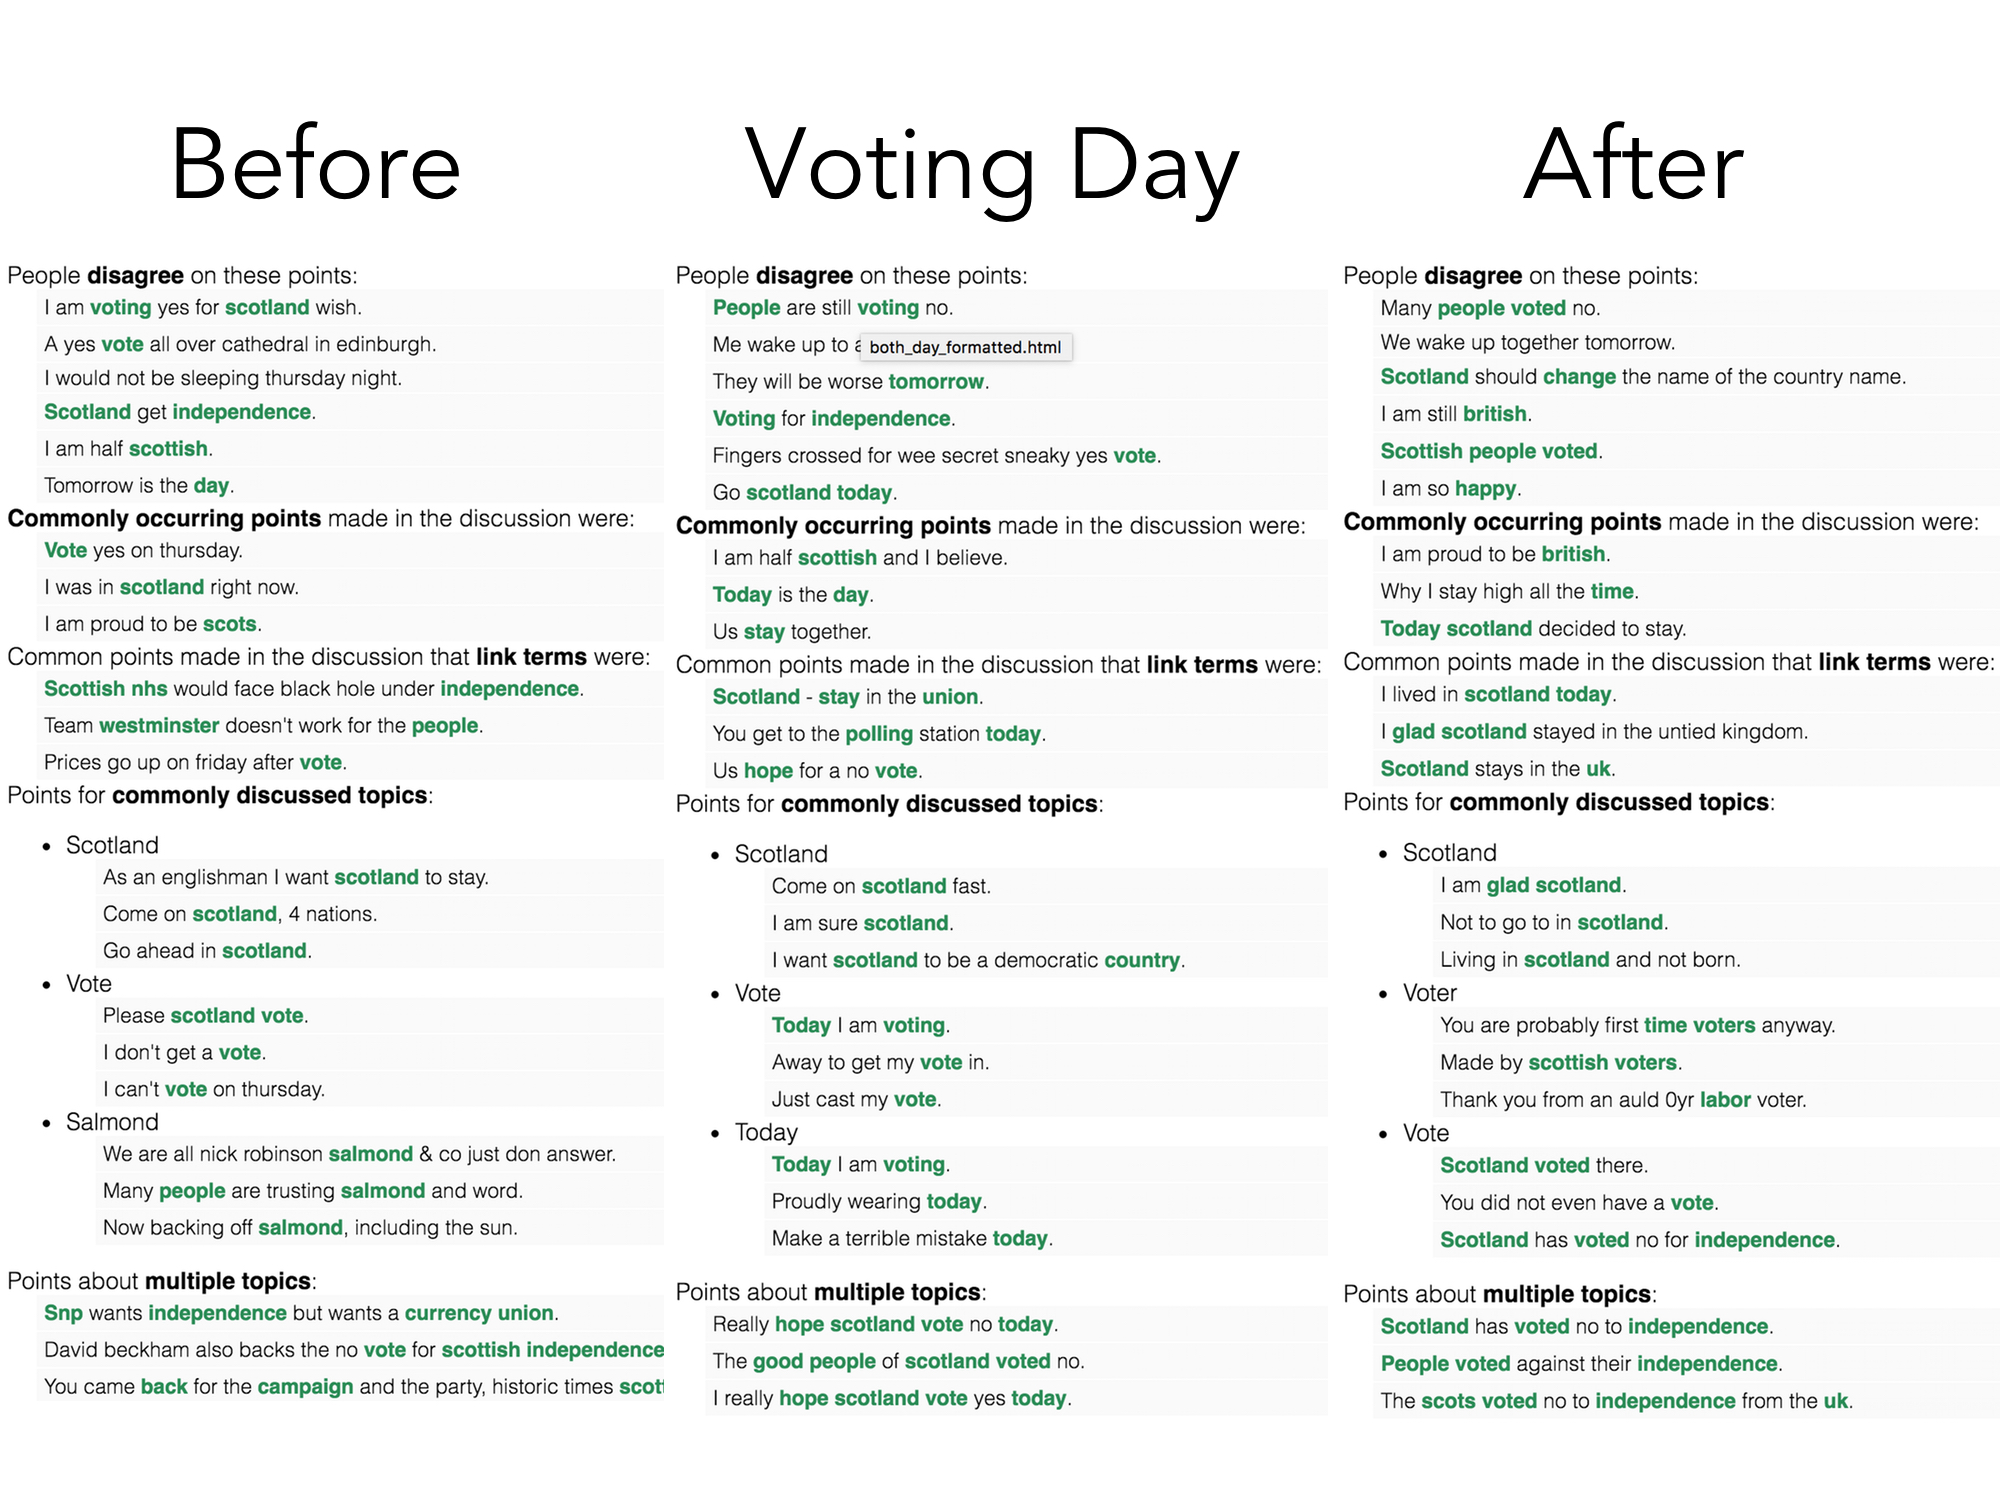 Before
People disagree on these points:
I am voting yes for scotland wish.
A yes vote all over cathedral in edinburgh.
I would not be sleeping thursday night.
Scotland get independence.
I am half scottish.
Tomorrow is the day.
Commonly occurring points made in the discussion were:
Vote yes on thursday.
I was in scotland right now.
I am proud to be scots.
Common points made in the discussion that link terms were:
Scottish nhs would face black hole under independence.
Team westminster doesn't work for the people.
Prices go up on friday after vote.
Points for commonly discussed topics:
• Scotland
As an englishman I want scotland to stay.
Come on scotland, 4 nations.
Go ahead in scotland.
• Vote
Please scotland vote.
I don't get a vote.
I can't vote on thursday.
• Salmond
We are all nick robinson salmond & co just don answer.
Many people are trusting salmond and word.
Now backing off salmond, including the sun.
Points about multiple topics:
Snp wants independence but wants a currency union.
David beckham also backs the no vote for scottish independence
You came back for the campaign and the party, historic times
Voting Day
People disagree on these points:
People are still voting no.
Me wake up to
both_day_formatted.html
They will be worse tomorrow.
Voting for independence.
Fingers crossed for wee secret sneaky yes vote.
Go scotland today.
Commonly occurring points made in the discussion were:
I am half scottish and I believe.
Today is the day.
Us stay together.
Common points made in the discussion that link terms were:
Scotland - stay in the union.
You get to the polling station today.
Us hope for a no vote.
Points for commonly discussed topics:
• Scotland
Come on scotland fast.
I am sure scotland.
I want scotland to be a democratic country.
• Vote
Today I am voting.
Away to get my vote in.
Just cast my vote.
• Today
Today I am voting.
Proudly wearing today.
Make a terrible mistake today.
Points about multiple topics:
Really hope scotland vote no today.
The good people of scotland voted no.
I really hope scotland vote yes today.
After
People disagree on these points:
Many people voted no.
We wake up together tomorrow.
Scotland should change the name of the country name.
I am still british.
Scottish people voted.
I am so happy.
Commonly occurring points made in the discussion were:
I am proud to be british.
Why I stay high all the time.
Today scotland decided to stay.
Common points made in the discussion that link terms were:
I lived in scotland today.
I glad scotland stayed in the untied kingdom.
Scotland stays in the uk.
Points for commonly discussed topics:
• Scotland
I am glad scotland.
Not to go to in scotland.
Living in scotland and not born.
• Voter
You are probably first time voters anyway.
Made by scottish voters.
Thank you from an auld 0yr labor voter.
• Vote
Scotland voted there.
You did not even have a vote.
Scotland has voted no for independence.
Points about multiple topics:
Scotland has voted no to independence.
People voted against their independence.
The scots voted no to independence from the uk.